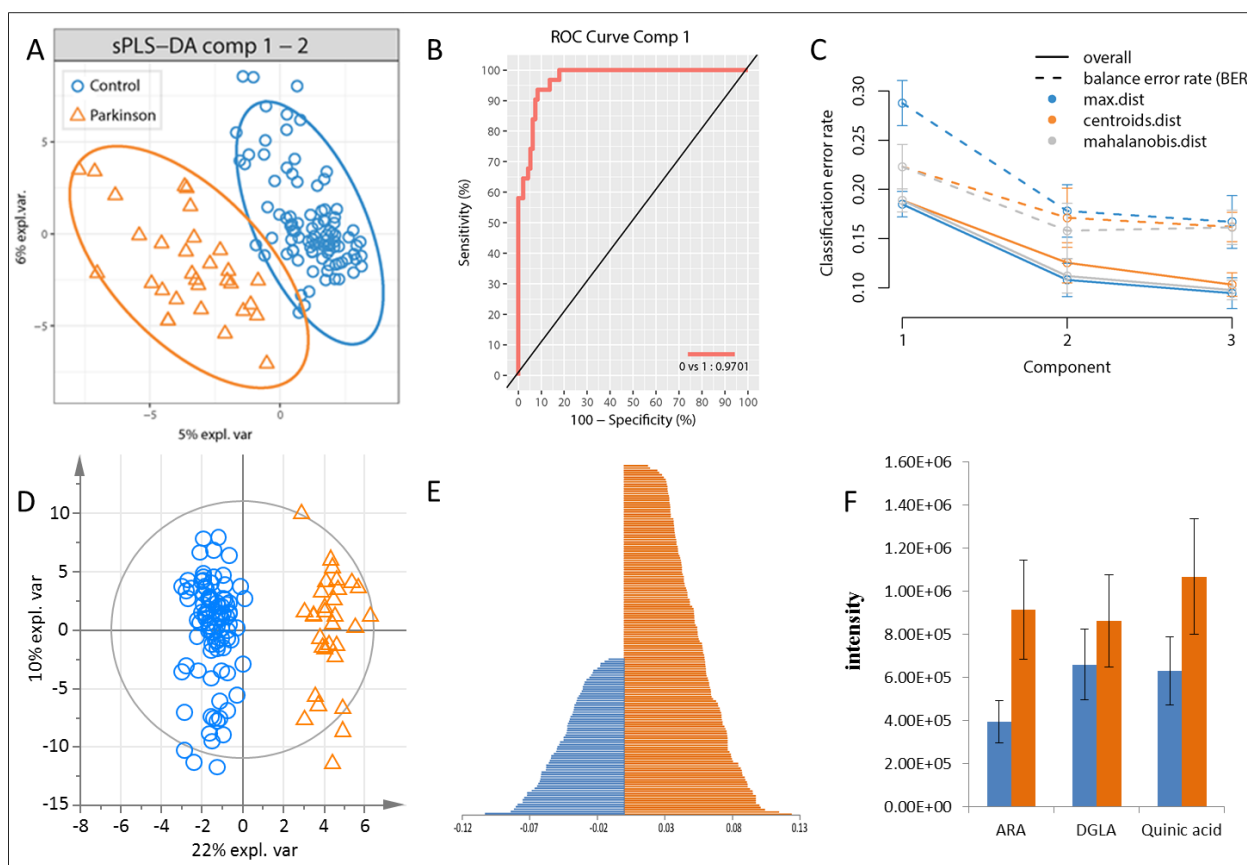 A
sPLS−DA comp 1 − 2
Control
Parkinson
5
0
−5
6% expl.var.
−5
0
5% expl. var
B
ROC Curve Comp 1
100
90
80
70
60
50
40
30
20
10
0
Sensitivity (%)
0 vs 1 : 0.9701
0 10 20 30 40 50 60 70 80 90 100
100 − Specificity (%)
C
overall
balance error rate (BER
max.dist
centroids.dist
mahalanobis.dist
0.30
0.25
0.20
0.15
0.10
Classification error rate
1 2 3
Component
D
10
5
0
-5
-10
-15
10% expl. var
-8 -6 -4 -2 0 2 4 6
22% expl. var
E
-0.12 -0.07 -0.02 0.03 0.08 0.13
F
1.60E+06
1.40E+06
1.20E+06
1.00E+06
8.00E+05
6.00E+05
4.00E+05
2.00E+05
0.00E+00
intensity
ARA DGLA Quinic acid